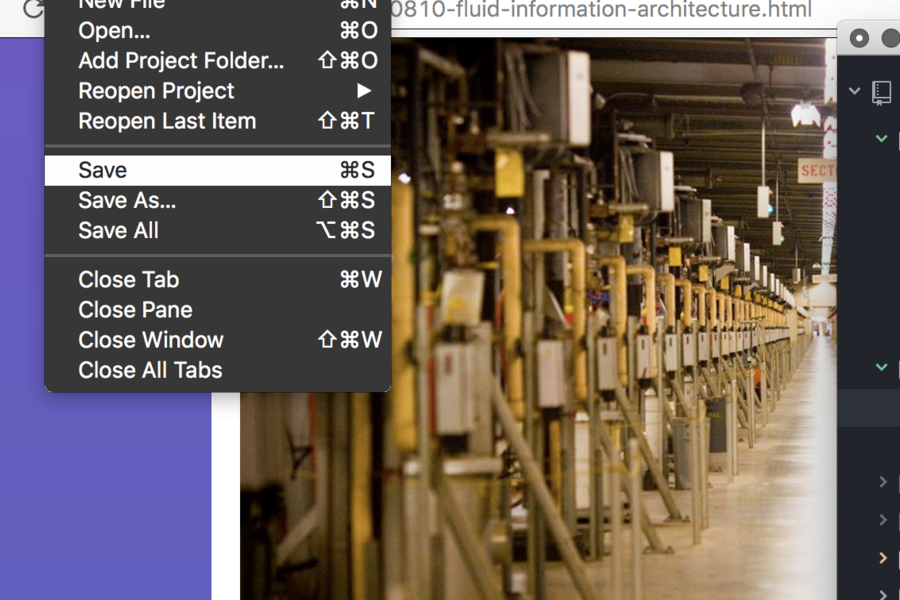 New File ⌘N
0810-fluid-information-architecture.html
Open... ⌘O
Add Project Folder... ⇧⌘O
Reopen Project ▶
Reopen Last Item ⇧⌘T
Save ⌘S
Save As... ⇧⌘S
Save All ⌥⌘S
Close Tab ⌘W
Close Pane
Close Window ⇧⌘W
Close All Tabs
SECT